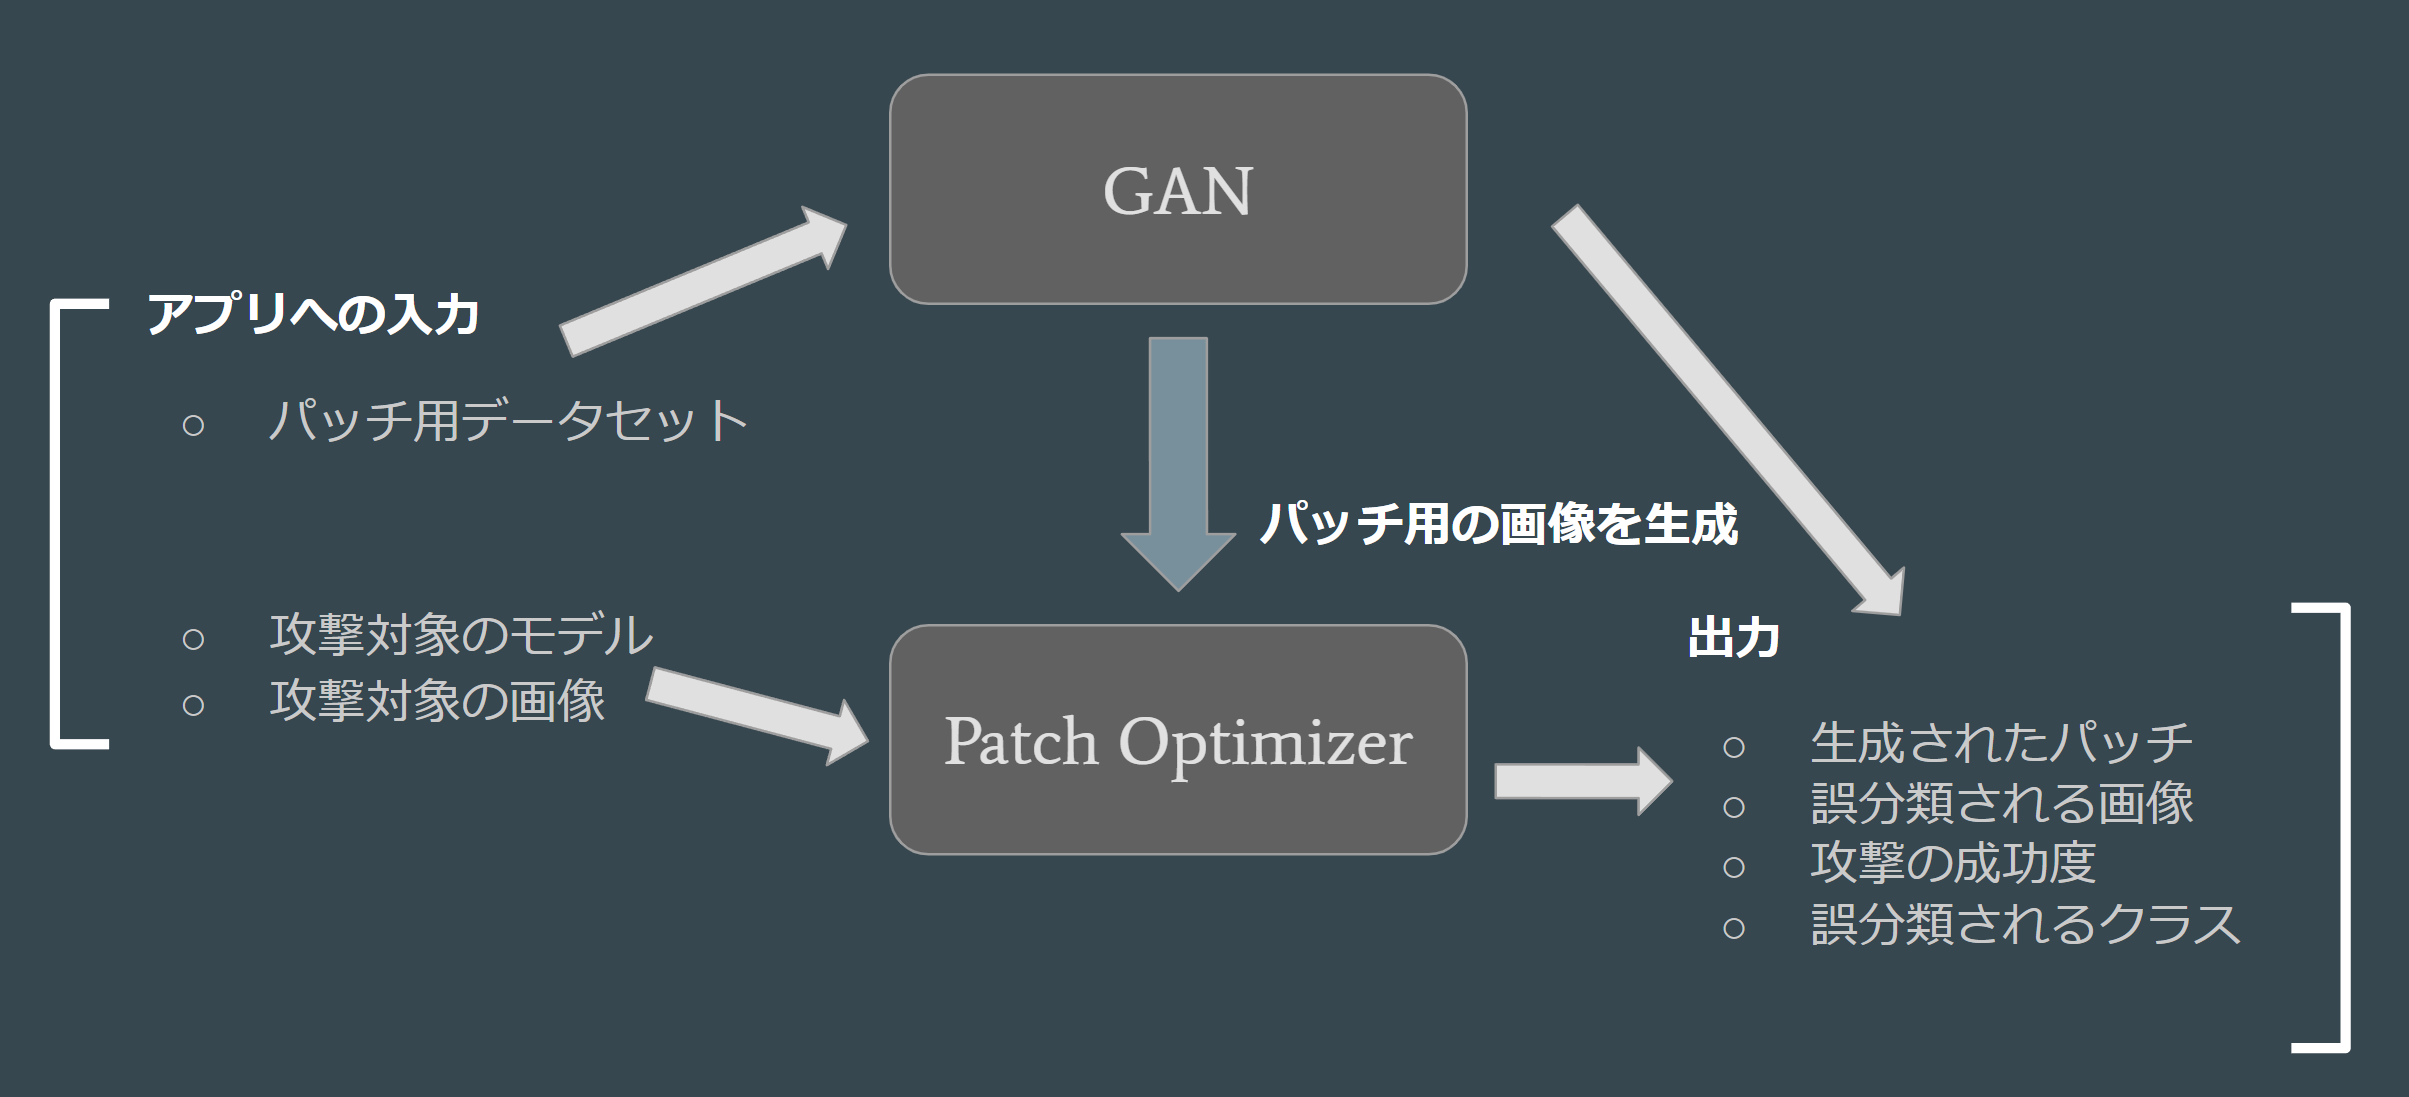 GAN
アプリへの入力
○ パッチ用データセット
パッチ用の画像を生成
○ 攻撃対象のモデル
○ 攻撃対象の画像
Patch Optimizer
出力
○ 生成されたパッチ
○ 誤分類される画像
○ 攻撃の成功度
○ 誤分類されるクラス